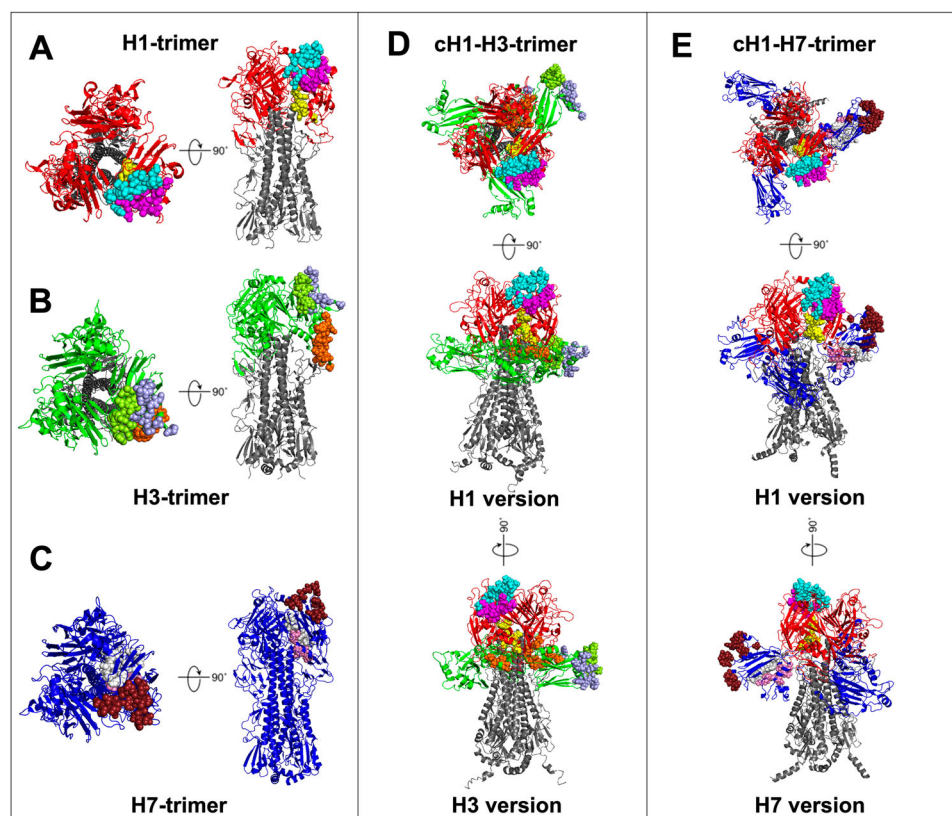 A
H1-trimer
90°
B
90°
H3-trimer
C
90°
H7-trimer
D
cH1-H3-trimer
90°
H1 version
90°
H3 version
E
cH1-H7-trimer
90°
H1 version
90°
H7 version